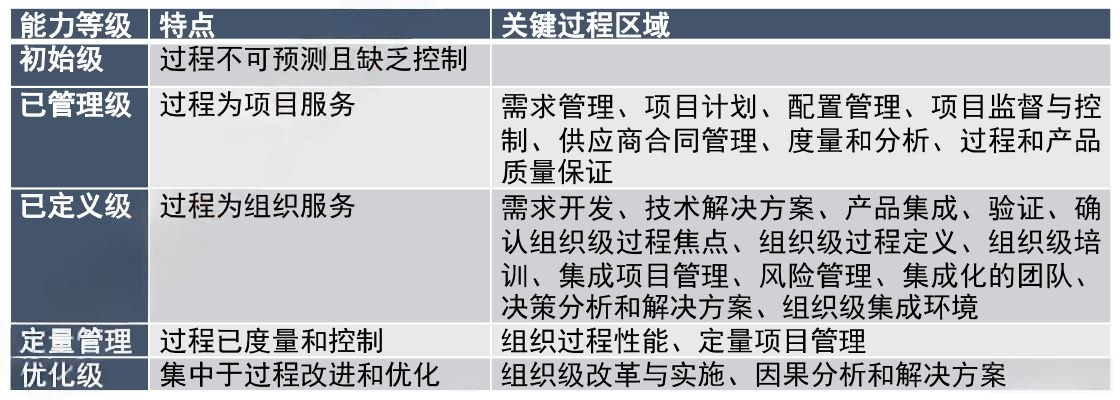 能力等级 特点 关键过程区域
初始级 过程不可预测且缺乏控制
已管理级 过程为项目服务 需求管理、项目计划、配置管理、项目监督与控
制、供应商合同管理、度量和分析、过程和产品
质量保证
已定义级 过程为组织服务 需求开发、技术解决方案、产品集成、验证、确
认组织级过程焦点、组织级过程定义、组织级培
训、集成项目管理、风险管理、集成化的团队、
决策分析和解决方案、组织级集成环境
定量管理 过程已度量和控制 组织过程性能、定量项目管理
优化级 集中于过程改进和优化 组织级改革与实施、因果分析和解决方案